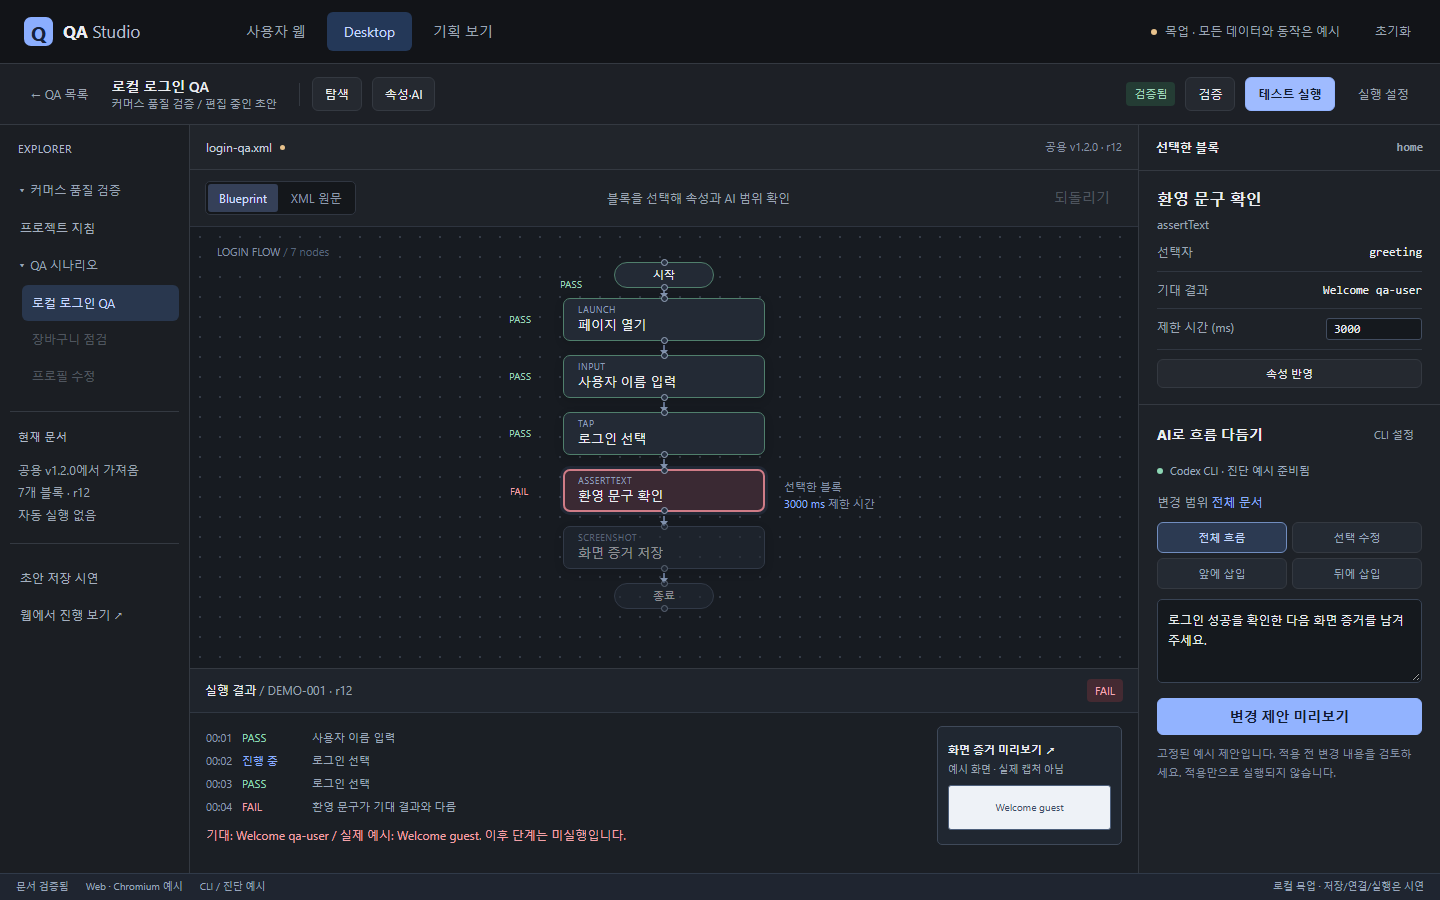 Q QA Studio
사용자 웹
Desktop
기획 보기
목업 · 모든 데이터와 동작은 예시
초기화
← QA 목록
로컬 로그인 QA
커머스 품질 검증 / 편집 중인 초안
탐색
속성·AI
검증됨
검증
테스트 실행
실행 설정
EXPLORER
▾ 커머스 품질 검증
프로젝트 지침
▾ QA 시나리오
로컬 로그인 QA
장바구니 점검
프로필 수정
현재 문서
공용 v1.2.0에서 가져옴
7개 블록 · r12
자동 실행 없음
초안 저장 시연
웹에서 진행 보기 ↗
login-qa.xml
공용 v1.2.0 · r12
Blueprint
XML 원문
블록을 선택해 속성과 AI 범위 확인
되돌리기
LOGIN FLOW / 7 nodes
시작
PASS
PASS
LAUNCH
페이지 열기
PASS
INPUT
사용자 이름 입력
PASS
TAP
로그인 선택
FAIL
ASSERTTEXT
환영 문구 확인
선택한 블록
3000 ms 제한 시간
SCREENSHOT
화면 증거 저장
종료
실행 결과 / DEMO-001 · r12
FAIL
00:01 PASS 사용자 이름 입력
00:02 진행 중 로그인 선택
00:03 PASS 로그인 선택
00:04 FAIL 환영 문구가 기대 결과와 다름
기대: Welcome qa-user / 실제 예시: Welcome guest. 이후 단계는 미실행입니다.
화면 증거 미리보기 ↗
예시 화면 · 실제 캡처 아님
Welcome guest
선택한 블록
home
환영 문구 확인
assertText
선택자 greeting
기대 결과 Welcome qa-user
제한 시간 (ms) 3000
속성 반영
AI로 흐름 다듬기
CLI 설정
Codex CLI · 진단 예시 준비됨
변경 범위 전체 문서
전체 흐름
선택 수정
앞에 삽입
뒤에 삽입
로그인 성공을 확인한 다음 화면 증거를 남겨
주세요.
변경 제안 미리보기
고정된 예시 제안입니다. 적용 전 변경 내용을 검토하
세요. 적용만으로 실행되지 않습니다.
문서 검증됨
Web · Chromium 예시
CLI / 진단 예시
로컬 목업 · 저장/연결/실행은 시연